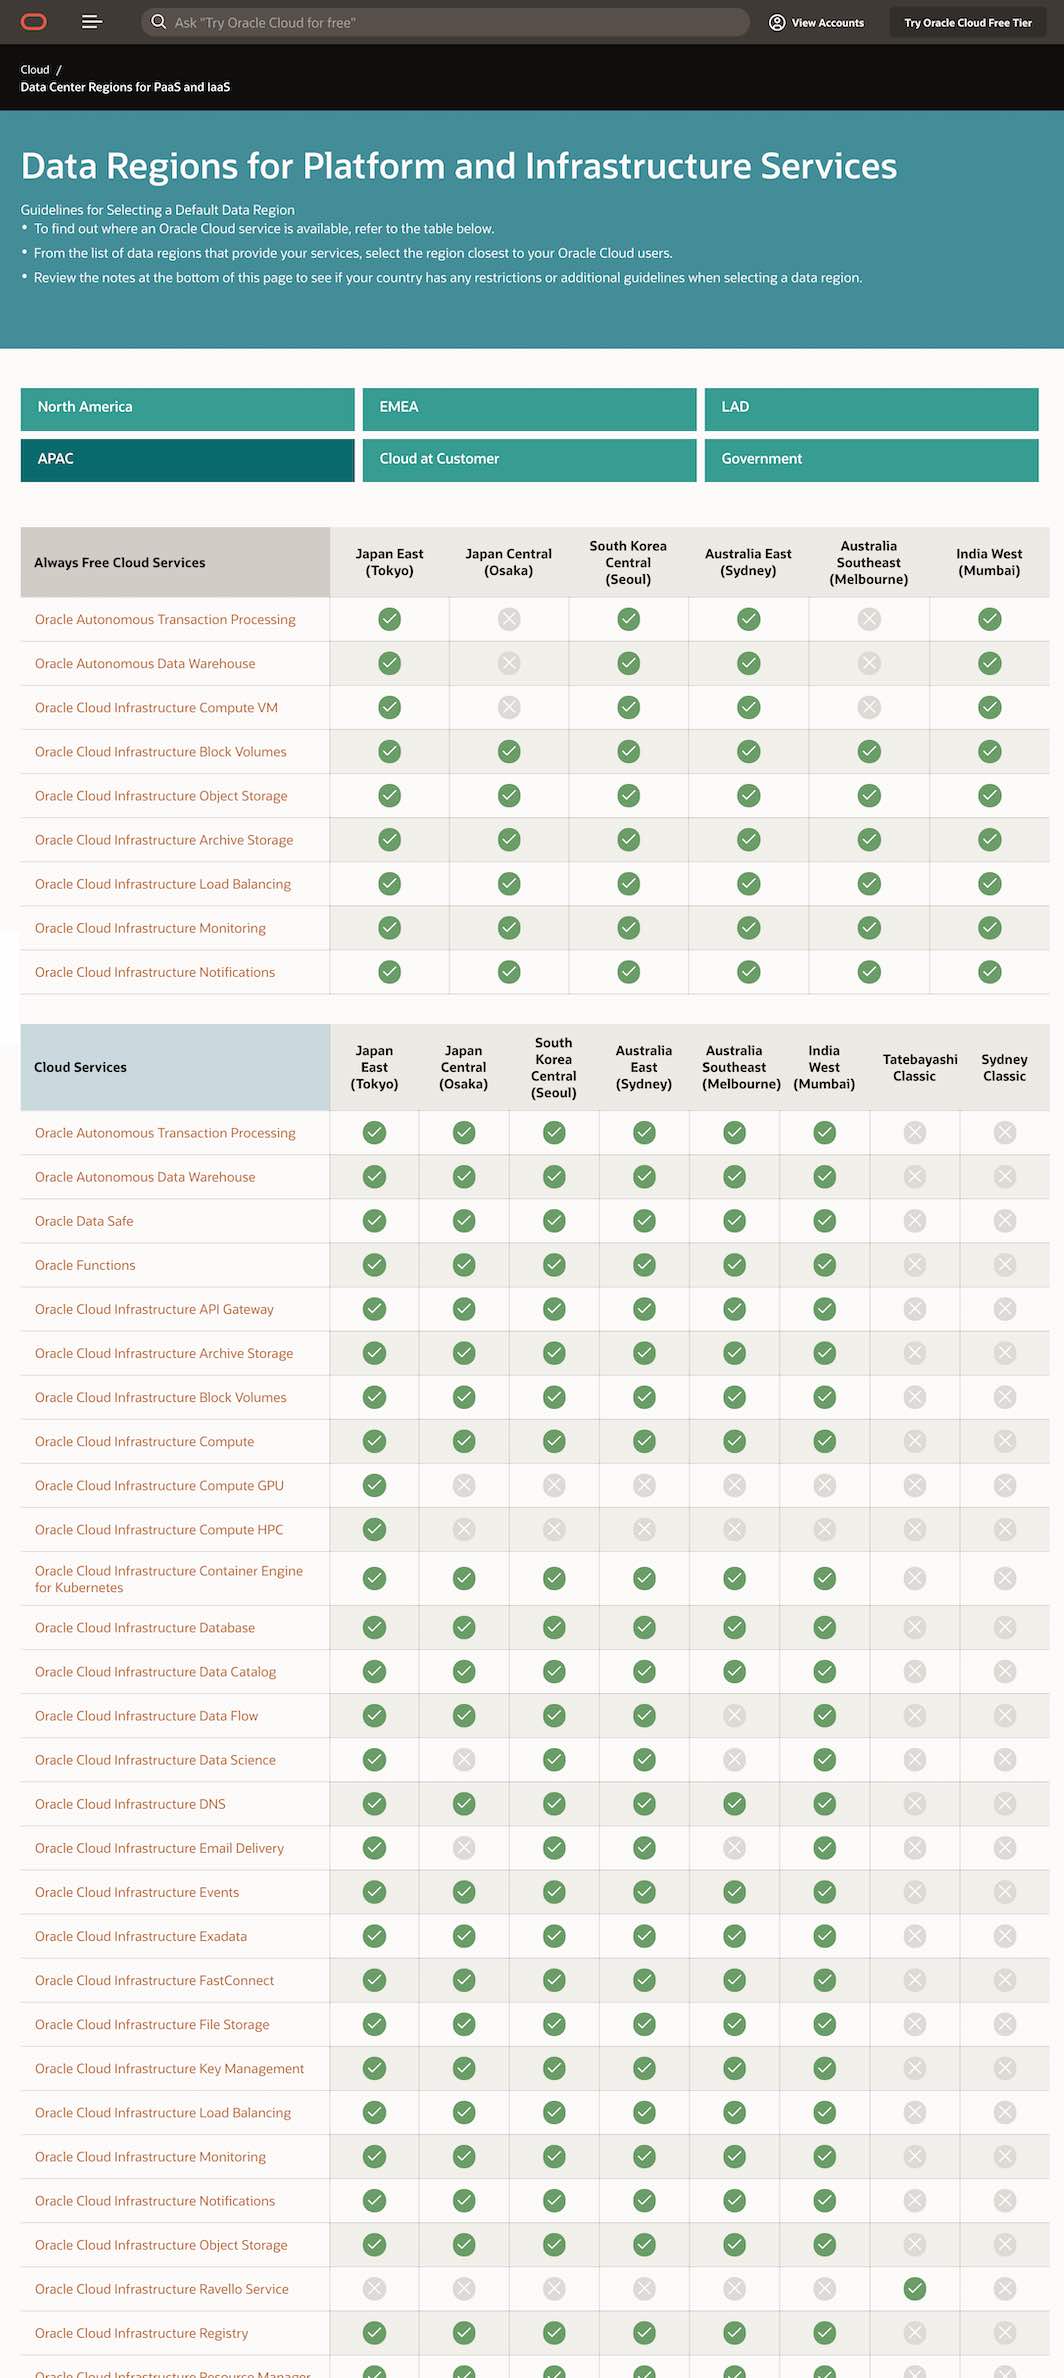 Ask "Try Oracle Cloud for free"
View Accounts
Try Oracle Cloud Free Tier
Cloud /
Data Center Regions for PaaS and IaaS
Data Regions for Platform and Infrastructure Services
Guidelines for Selecting a Default Data Region
• To find out where an Oracle Cloud service is available, refer to the table below.
• From the list of data regions that provide your services, select the region closest to your Oracle Cloud users.
• Review the notes at the bottom of this page to see if your country has any restrictions or additional guidelines when selecting a data region.
North America
EMEA
LAD
APAC
Cloud at Customer
Government
Always Free Cloud Services
Japan East
(Tokyo)
Japan Central
(Osaka)
South Korea
Central
(Seoul)
Australia East
(Sydney)
Australia
Southeast
(Melbourne)
India West
(Mumbai)
Oracle Autonomous Transaction Processing
Oracle Autonomous Data Warehouse
Oracle Cloud Infrastructure Compute VM
Oracle Cloud Infrastructure Block Volumes
Oracle Cloud Infrastructure Object Storage
Oracle Cloud Infrastructure Archive Storage
Oracle Cloud Infrastructure Load Balancing
Oracle Cloud Infrastructure Monitoring
Oracle Cloud Infrastructure Notifications
Cloud Services
Japan
East
(Tokyo)
Japan
Central
(Osaka)
South
Korea
Central
(Seoul)
Australia
East
(Sydney)
Australia
Southeast
(Melbourne)
India
West
(Mumbai)
Tatebayashi
Classic
Sydney
Classic
Oracle Autonomous Transaction Processing
Oracle Autonomous Data Warehouse
Oracle Data Safe
Oracle Functions
Oracle Cloud Infrastructure API Gateway
Oracle Cloud Infrastructure Archive Storage
Oracle Cloud Infrastructure Block Volumes
Oracle Cloud Infrastructure Compute
Oracle Cloud Infrastructure Compute GPU
Oracle Cloud Infrastructure Compute HPC
Oracle Cloud Infrastructure Container Engine
for Kubernetes
Oracle Cloud Infrastructure Database
Oracle Cloud Infrastructure Data Catalog
Oracle Cloud Infrastructure Data Flow
Oracle Cloud Infrastructure Data Science
Oracle Cloud Infrastructure DNS
Oracle Cloud Infrastructure Email Delivery
Oracle Cloud Infrastructure Events
Oracle Cloud Infrastructure Exadata
Oracle Cloud Infrastructure FastConnect
Oracle Cloud Infrastructure File Storage
Oracle Cloud Infrastructure Key Management
Oracle Cloud Infrastructure Load Balancing
Oracle Cloud Infrastructure Monitoring
Oracle Cloud Infrastructure Notifications
Oracle Cloud Infrastructure Object Storage
Oracle Cloud Infrastructure Ravello Service
Oracle Cloud Infrastructure Registry
Oracle Cloud Infrastructure Resource Manager